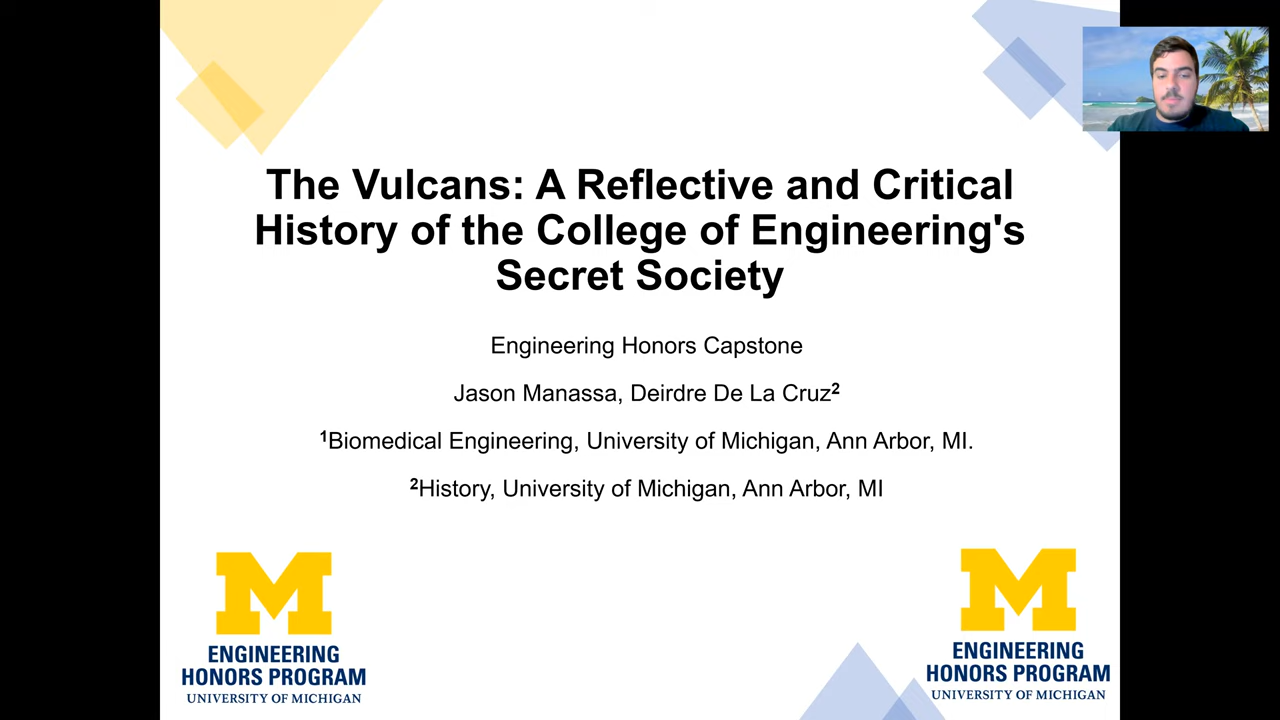 The Vulcans: A Reflective and Critical
History of the College of Engineering's
Secret Society
Engineering Honors Capstone
Jason Manassa, Deirdre De La Cruz²
¹Biomedical Engineering, University of Michigan, Ann Arbor, MI.
²History, University of Michigan, Ann Arbor, MI
M
ENGINEERING
HONORS PROGRAM
UNIVERSITY OF MICHIGAN
M
ENGINEERING
HONORS PROGRAM
UNIVERSITY OF MICHIGAN